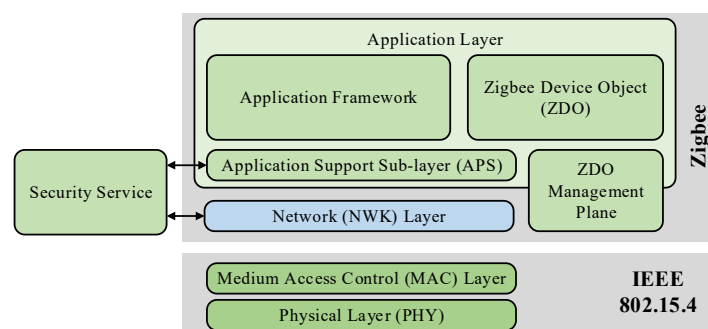 Application Layer
Application Framework
Zigbee Device Object
(ZDO)
Zigbee
Application Support Sub-layer (APS)
Security Service
ZDO
Management
Plane
Network (NWK) Layer
Medium Access Control (MAC) Layer
Physical Layer (PHY)
IEEE
802.15.4